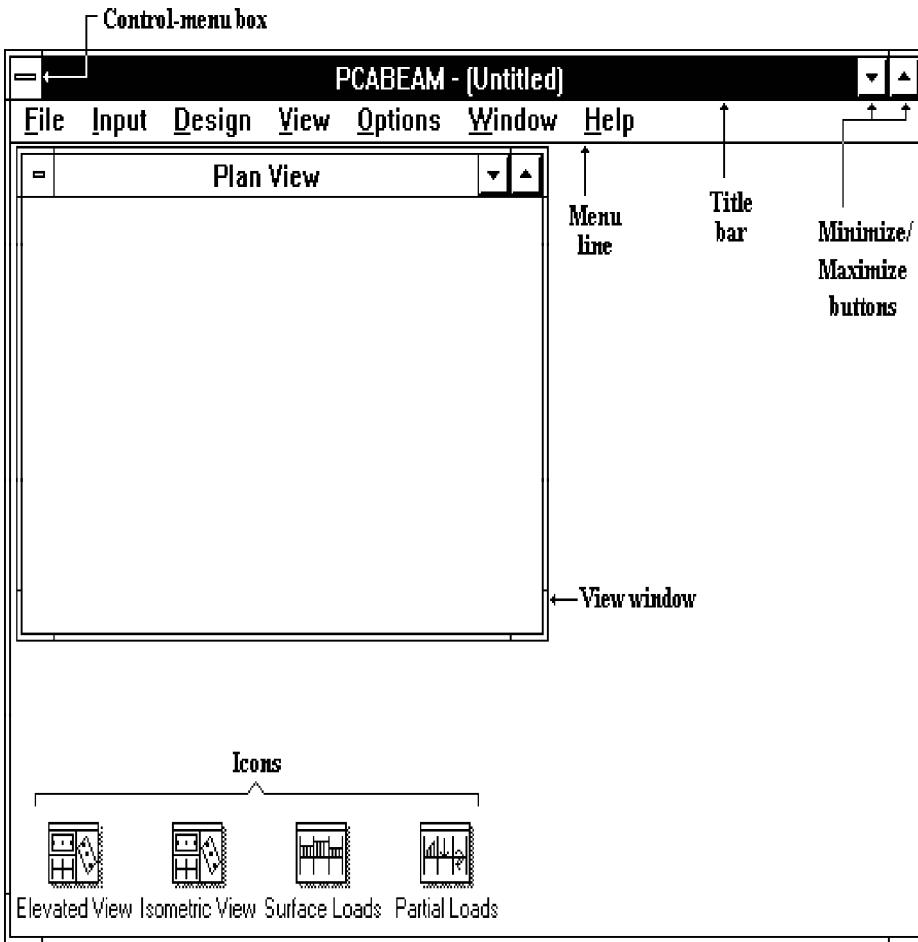 Control-menu box
PCABEAM - (Untitled)
File Input Design View Options Window Help
Plan View
Menu
line
Title
bar
Minimize/
Maximize
buttons
View window
Icons
Elevated View Isometric View Surface Loads Partial Loads